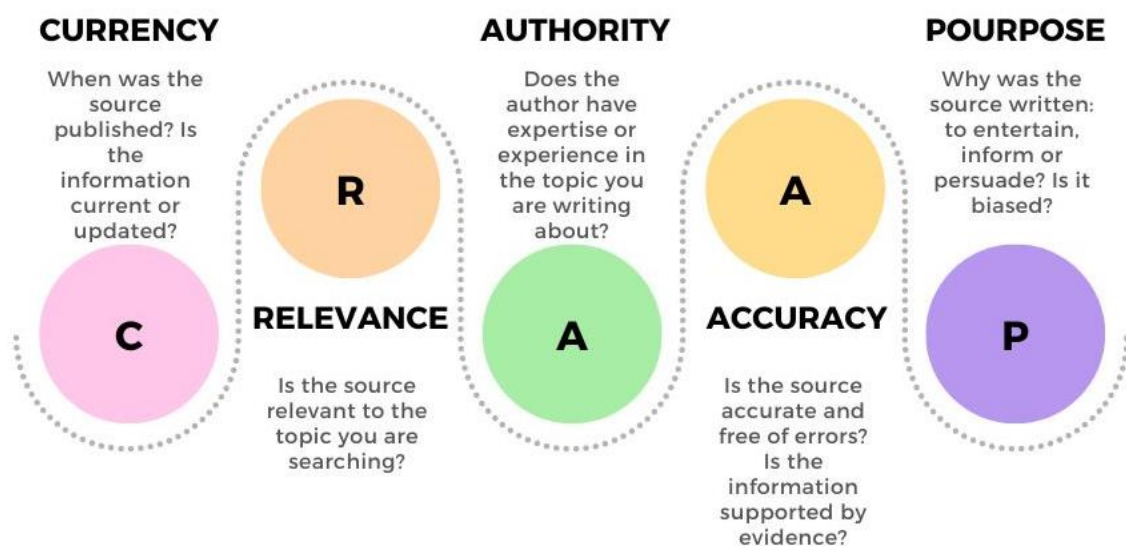 CURRENCY
When was the
source
published? Is
the
information
current or
updated?
C
R
RELEVANCE
Is the source
relevant to the
topic you are
searching?
AUTHORITY
Does the
author have
expertise or
experience in
the topic you
are writing
about?
A
A
ACCURACY
Is the source
accurate and
free of errors?
Is the
information
supported by
evidence?
POURPOSE
Why was the
source written:
to entertain,
inform or
persuade? Is it
biased?
P